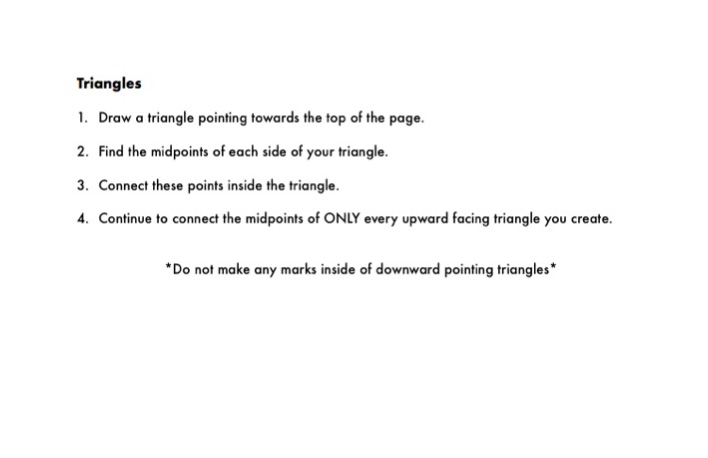 Triangles
1. Draw a triangle pointing towards the top of the page.
2. Find the midpoints of each side of your triangle.
3. Connect these points inside the triangle.
4. Continue to connect the midpoints of ONLY every upward facing triangle you create.
*Do not make any marks inside of downward pointing triangles*